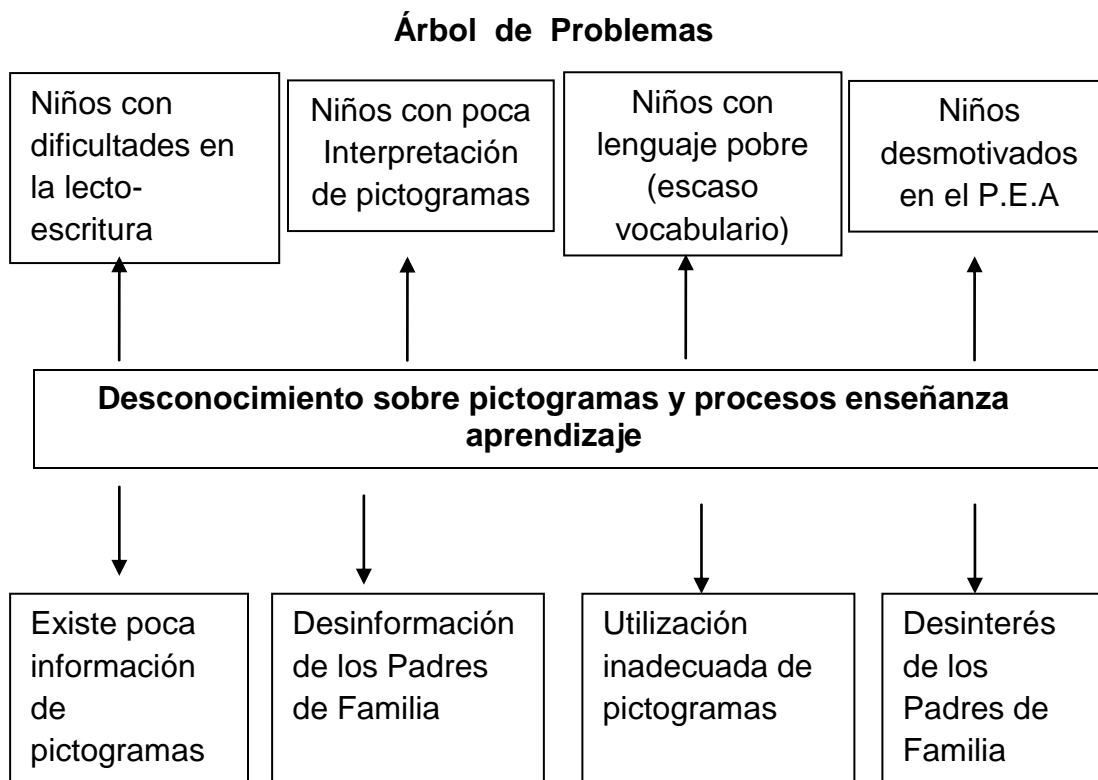 Árbol de Problemas
Niños con
dificultades en
la lecto-
escritura
Niños con poca
Interpretación
de pictogramas
Niños con
lenguaje pobre
(escaso
vocabulario)
Niños
desmotivados
en el P.E.A
Desconocimiento sobre pictogramas y procesos enseñanza
aprendizaje
Existe poca
información
de
pictogramas
Desinformación
de los Padres
de Familia
Utilización
inadecuada de
pictogramas
Desinterés
de los
Padres de
Familia